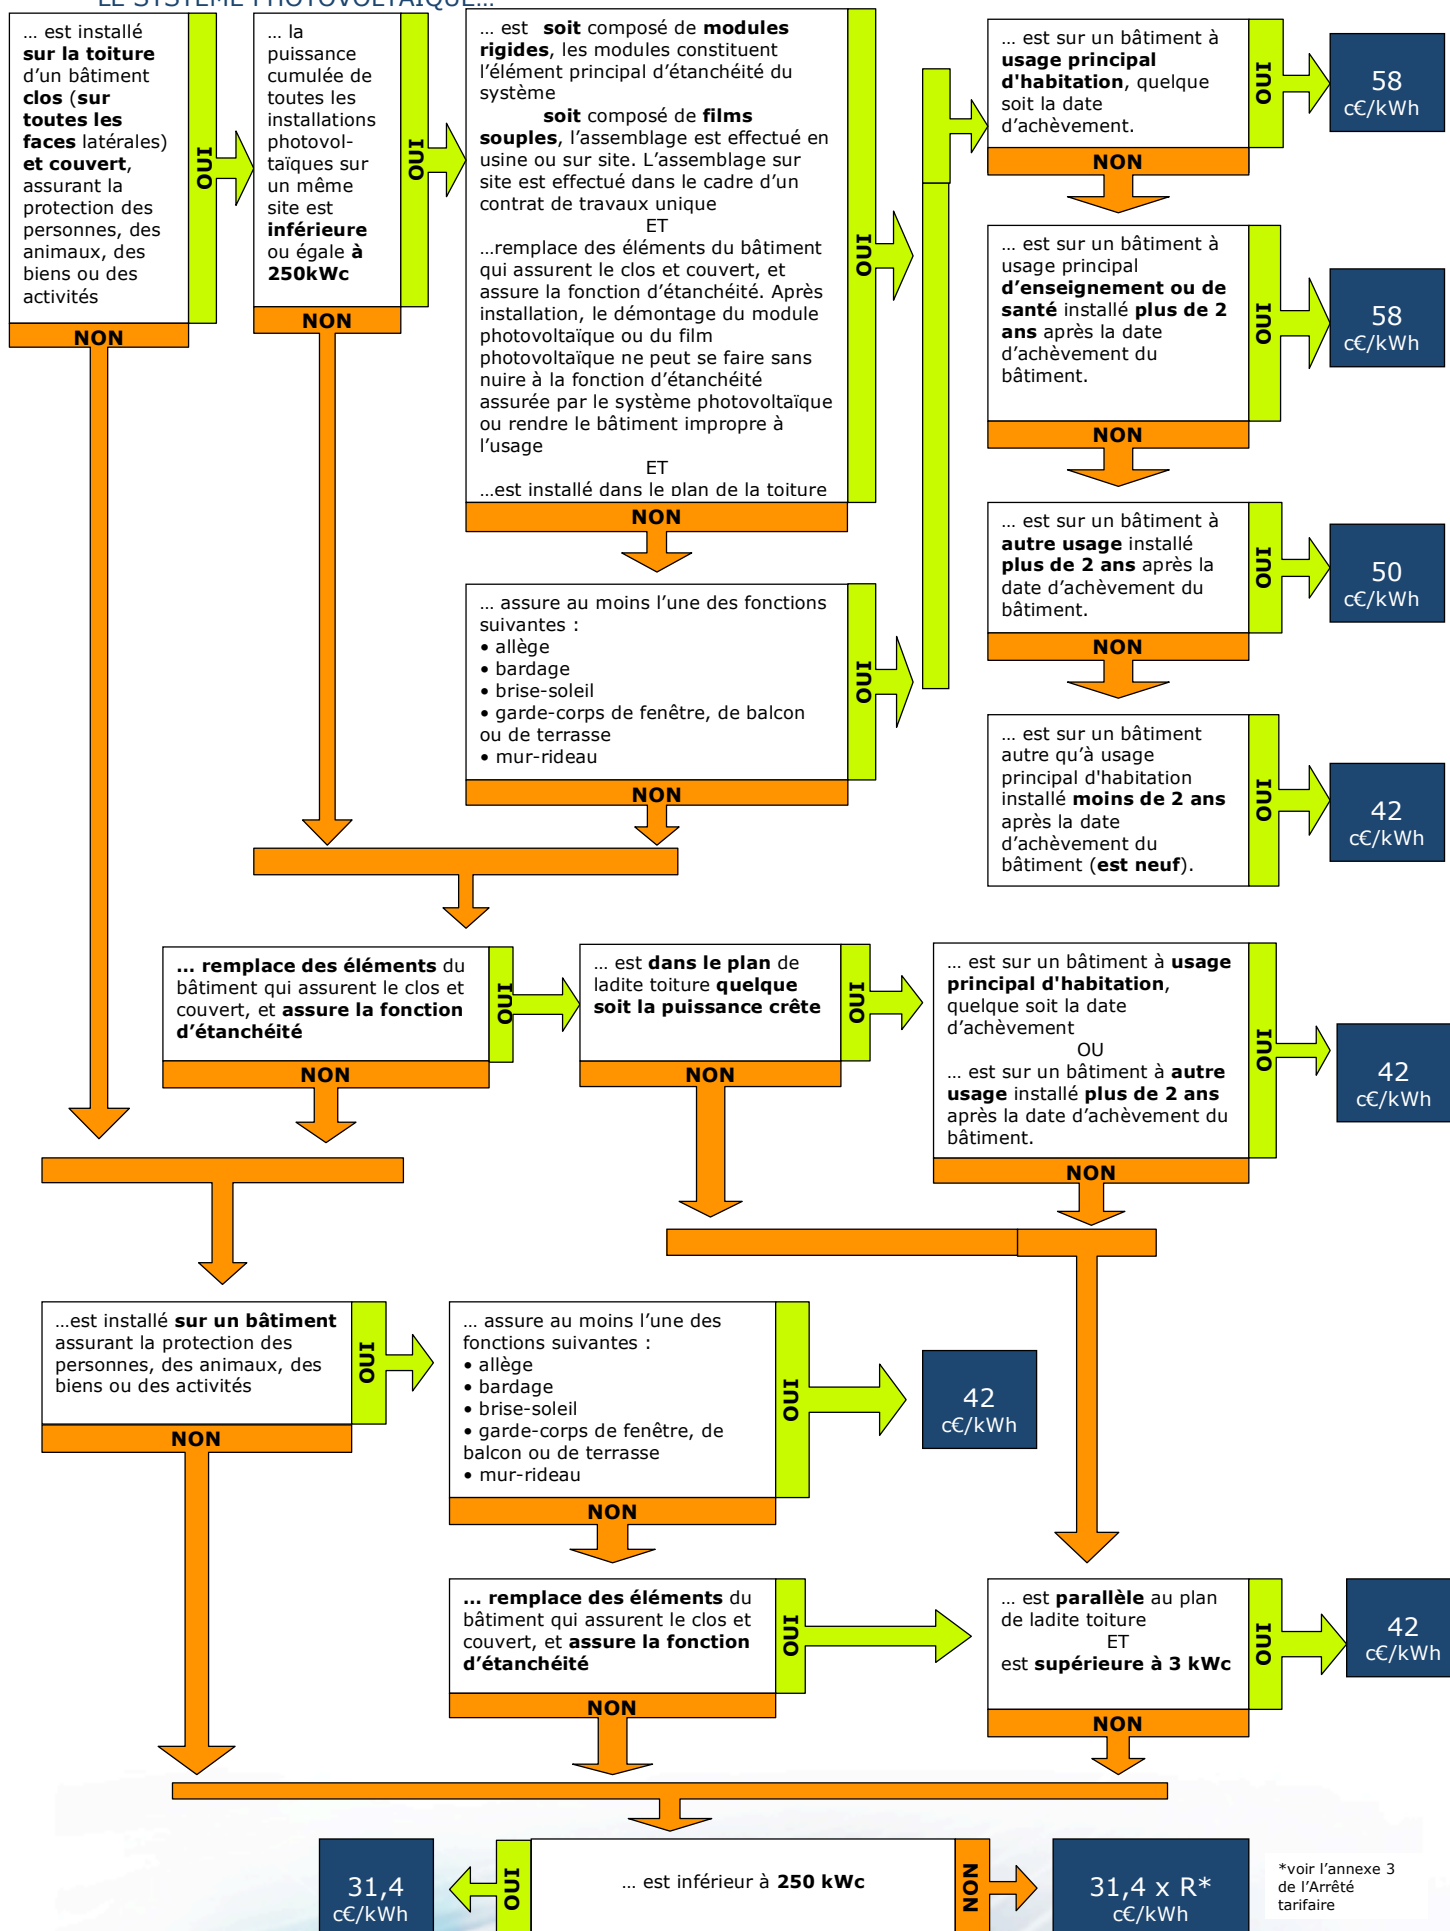 LE SYSTÈME PHOTOVOLTAÏQUE…
… est installé
sur la toiture
d'un bâtiment
clos (sur
toutes les
faces latérales)
et couvert,
assurant la
protection des
personnes, des
animaux, des
biens ou des
activités
OUI
NON
… la
puissance
cumulée de
toutes les
installations
photovol-
taïques sur
un même
site est
inférieure
ou égale à
250kWc
OUI
NON
… est soit composé de modules
rigides, les modules constituent
l'élément principal d'étanchéité du
système
soit composé de films
souples, l'assemblage est effectué en
usine ou sur site. L'assemblage sur
site est effectué dans le cadre d'un
contrat de travaux unique
ET
…remplace des éléments du bâtiment
qui assurent le clos et couvert, et
assure la fonction d'étanchéité. Après
installation, le démontage du module
photovoltaïque ou du film
photovoltaïque ne peut se faire sans
nuire à la fonction d'étanchéité
assurée par le système photovoltaïque
ou rendre le bâtiment impropre à
l'usage
ET
…est installé dans le plan de la toiture
OUI
NON
… assure au moins l'une des fonctions
suivantes :
• allège
• bardage
• brise-soleil
• garde-corps de fenêtre, de balcon
ou de terrasse
• mur-rideau
OUI
NON
… est sur un bâtiment à
usage principal
d'habitation, quelque
soit la date
d'achèvement.
OUI
58
c€/kWh
NON
… est sur un bâtiment à
usage principal
d'enseignement ou de
santé installé plus de 2
ans après la date
d'achèvement du
bâtiment.
OUI
58
c€/kWh
NON
… est sur un bâtiment à
autre usage installé
plus de 2 ans après la
date d'achèvement du
bâtiment.
OUI
50
c€/kWh
NON
… est sur un bâtiment
autre qu'à usage
principal d'habitation
installé moins de 2 ans
après la date
d'achèvement du
bâtiment (est neuf).
OUI
42
c€/kWh
... remplace des éléments du
bâtiment qui assurent le clos et
couvert, et assure la fonction
d'étanchéité
OUI
NON
… est dans le plan de
ladite toiture quelque
soit la puissance crête
OUI
NON
… est sur un bâtiment à usage
principal d'habitation,
quelque soit la date
d'achèvement
OU
… est sur un bâtiment à autre
usage installé plus de 2 ans
après la date d'achèvement du
bâtiment.
OUI
42
c€/kWh
NON
…est installé sur un bâtiment
assurant la protection des
personnes, des animaux, des
biens ou des activités
OUI
NON
… assure au moins l'une des
fonctions suivantes :
• allège
• bardage
• brise-soleil
• garde-corps de fenêtre, de
balcon ou de terrasse
• mur-rideau
OUI
42
c€/kWh
NON
... remplace des éléments du
bâtiment qui assurent le clos et
couvert, et assure la fonction
d'étanchéité
OUI
NON
… est parallèle au plan
de ladite toiture
ET
est supérieure à 3 kWc
OUI
42
c€/kWh
NON
31,4
c€/kWh
OUI
… est inférieur à 250 kWc
NON
31,4 x R*
c€/kWh
*voir l'annexe 3
de l'Arrêté
tarifaire